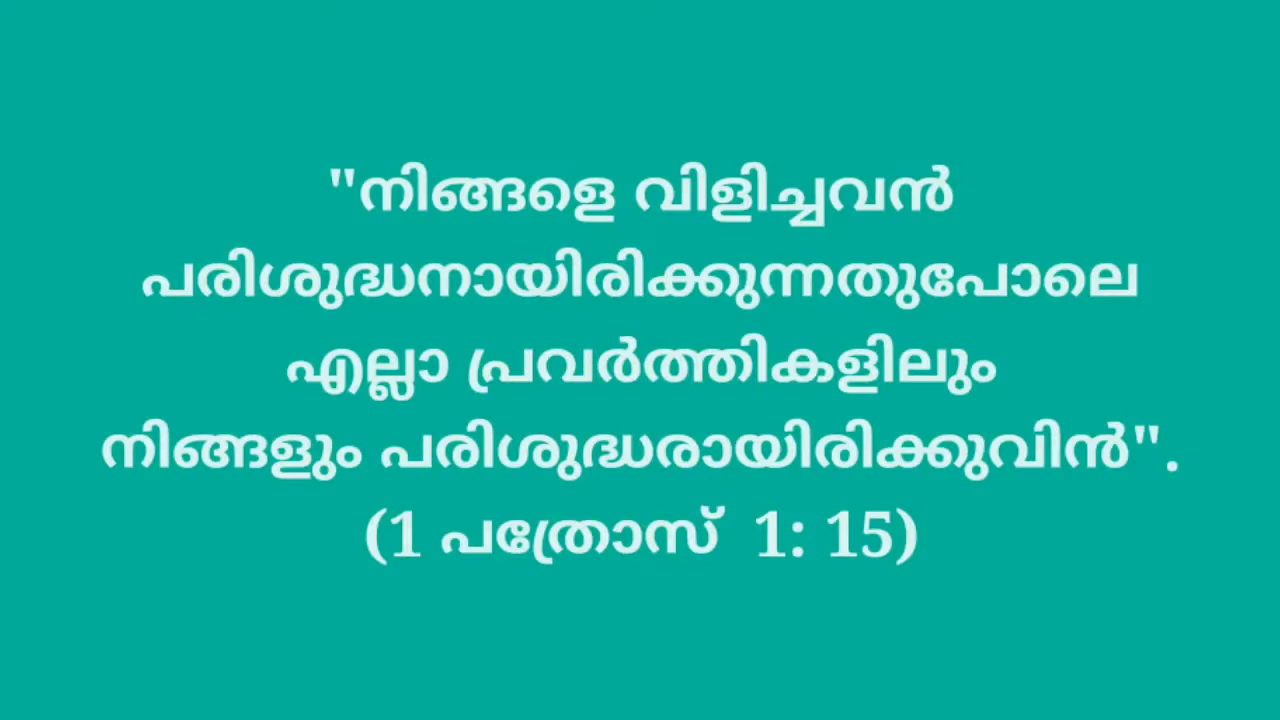 "നിങ്ങളെ വിളിച്ചവൻ
പരിശുദ്ധനായിരിക്കുന്നതുപോലെ
എല്ലാ പ്രവർത്തികളിലും
നിങ്ങളും പരിശുദ്ധരായിരിക്കുവിൻ".
(1 പത്രോസ് 1: 15)